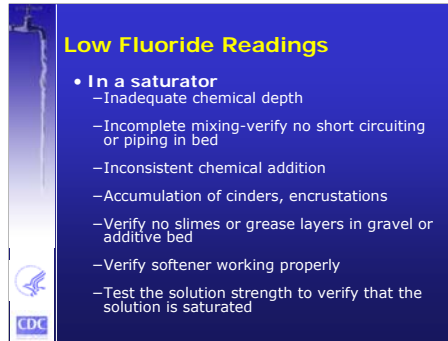 Low Fluoride Readings
• In a saturator
–Inadequate chemical depth
–Incomplete mixing-verify no short circuiting
or piping in bed
–Inconsistent chemical addition
–Accumulation of cinders, encrustations
–Verify no slimes or grease layers in gravel or
additive bed
–Verify softener working properly
–Test the solution strength to verify that the
solution is saturated
CDC